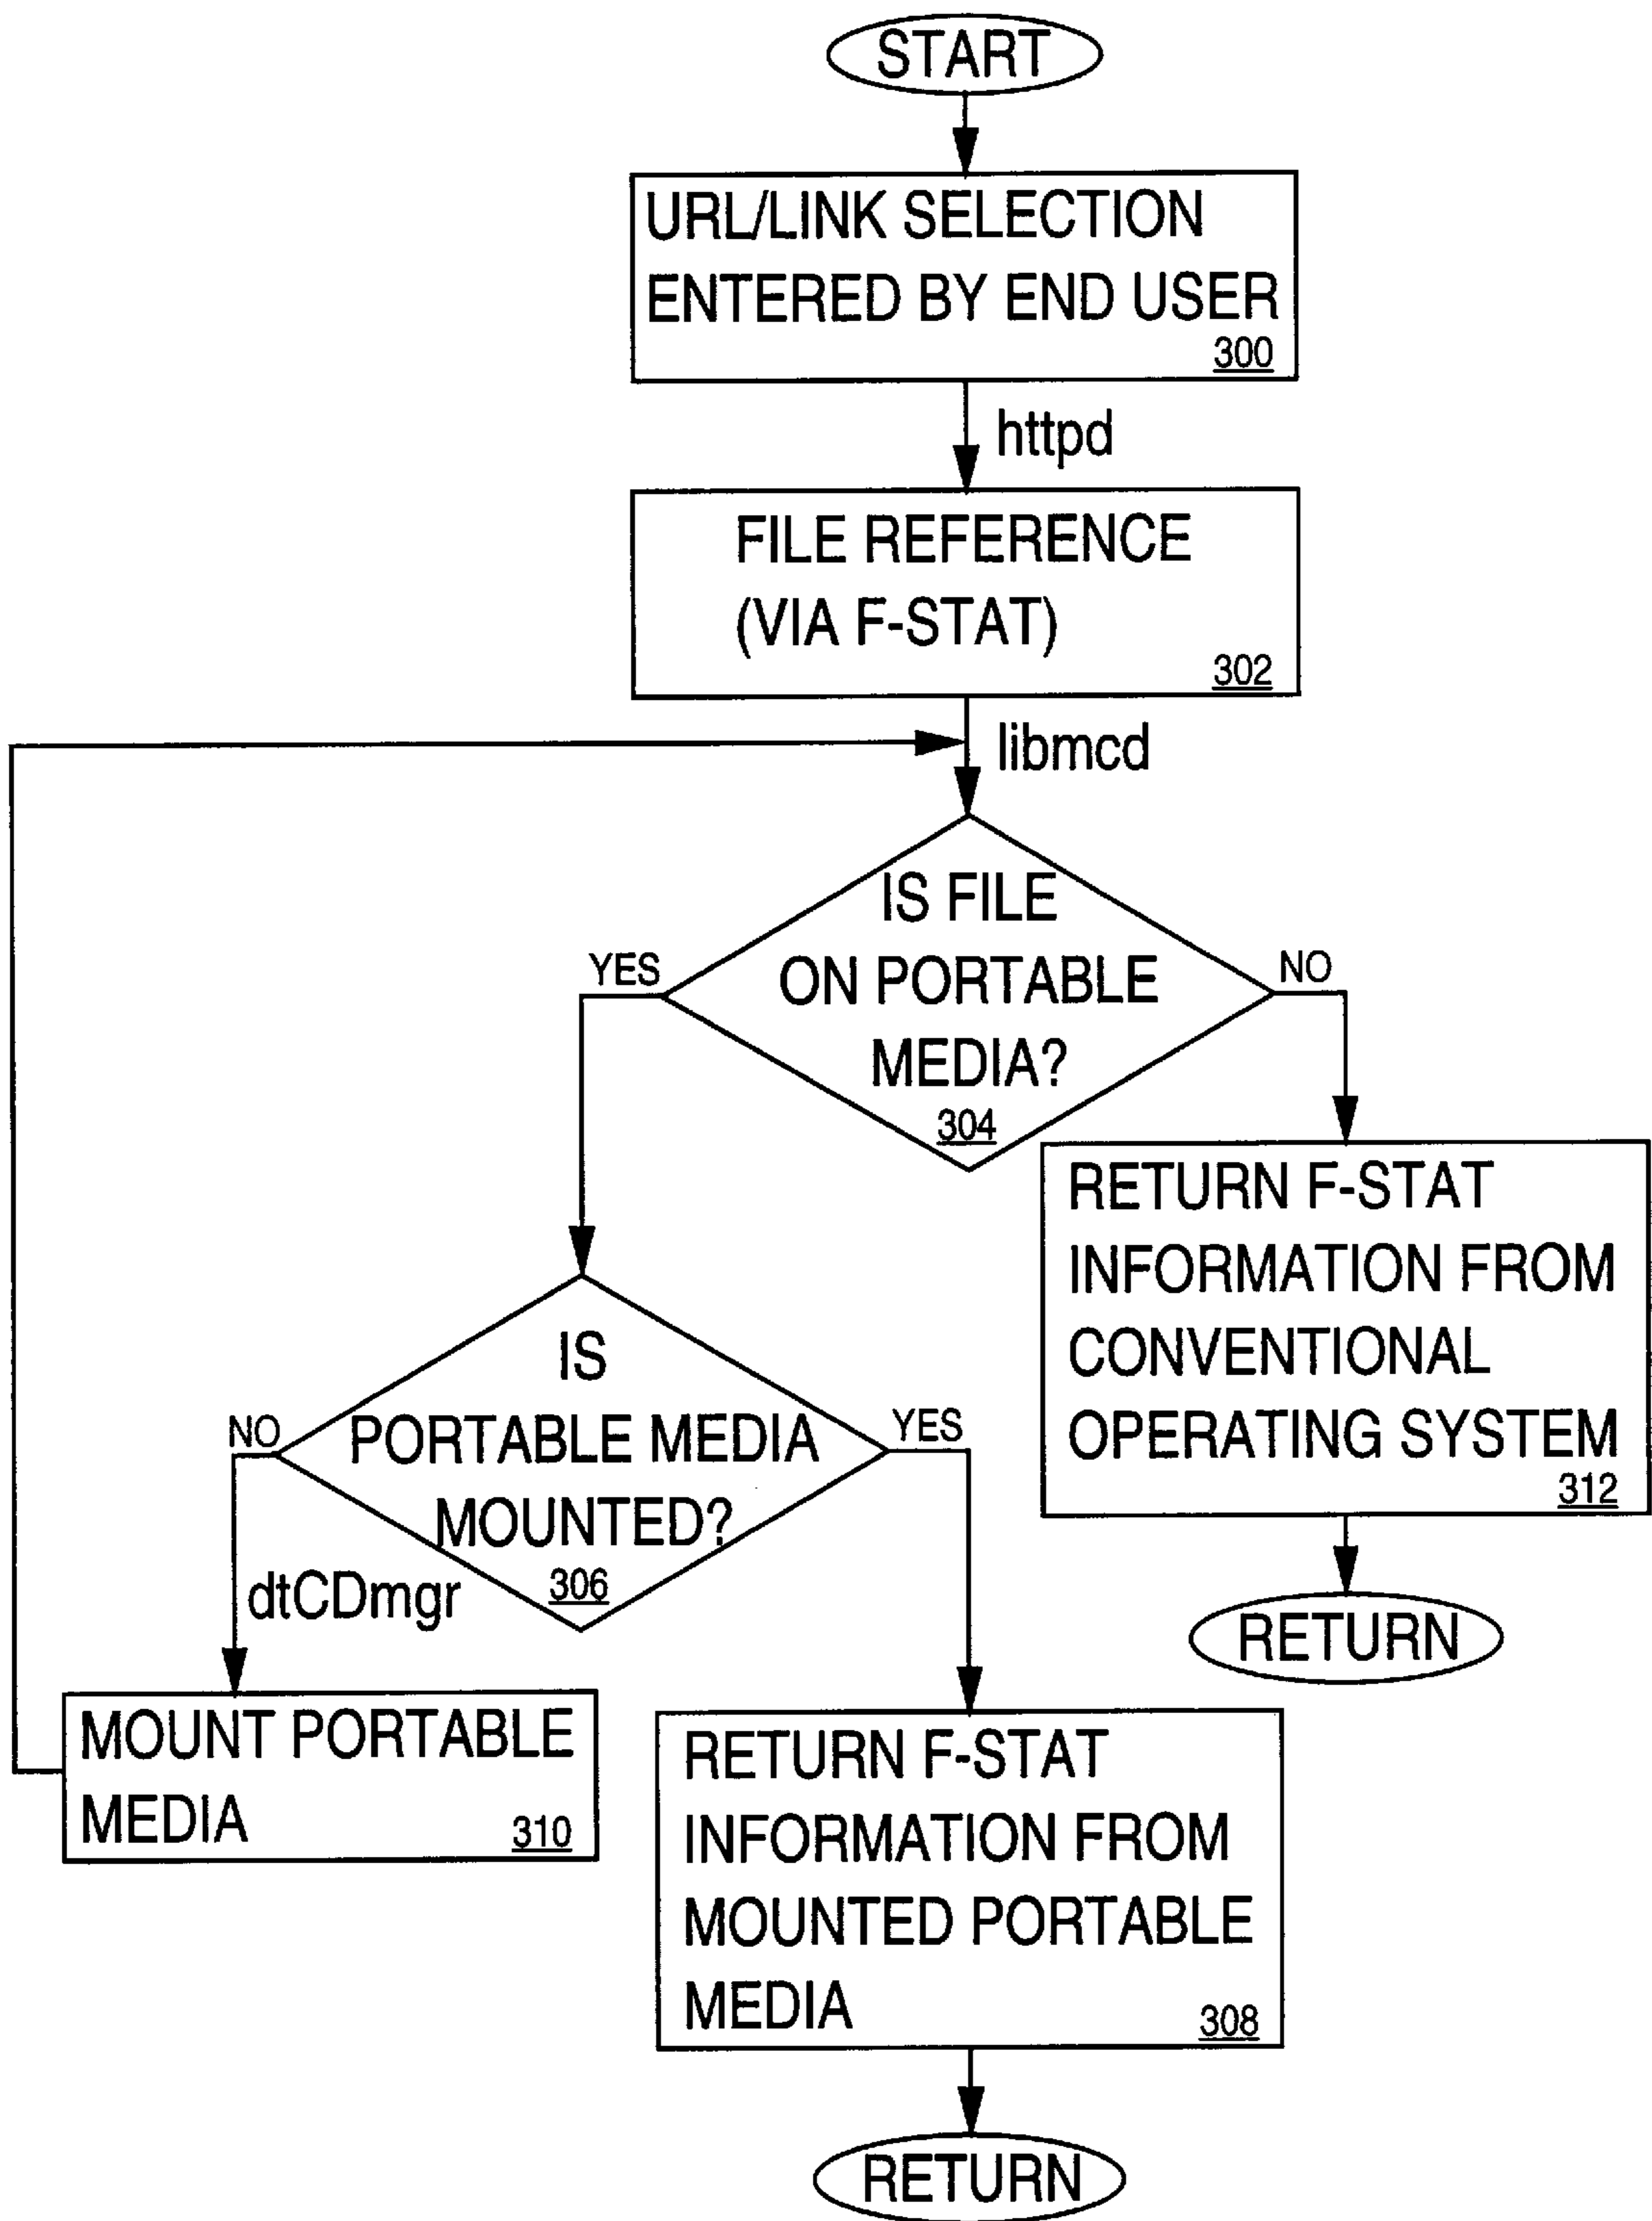 START
URL/LINK SELECTION
ENTERED BY END USER
300
httpd
FILE REFERENCE
(VIA F-STAT)
302
libmcd
IS FILE
ON PORTABLE
MEDIA?
304
YES
NO
RETURN F-STAT
INFORMATION FROM
CONVENTIONAL
OPERATING SYSTEM
312
RETURN
IS
PORTABLE MEDIA
MOUNTED?
306
NO
YES
dtCDmgr
MOUNT PORTABLE
MEDIA
310
RETURN F-STAT
INFORMATION FROM
MOUNTED PORTABLE
MEDIA
308
RETURN